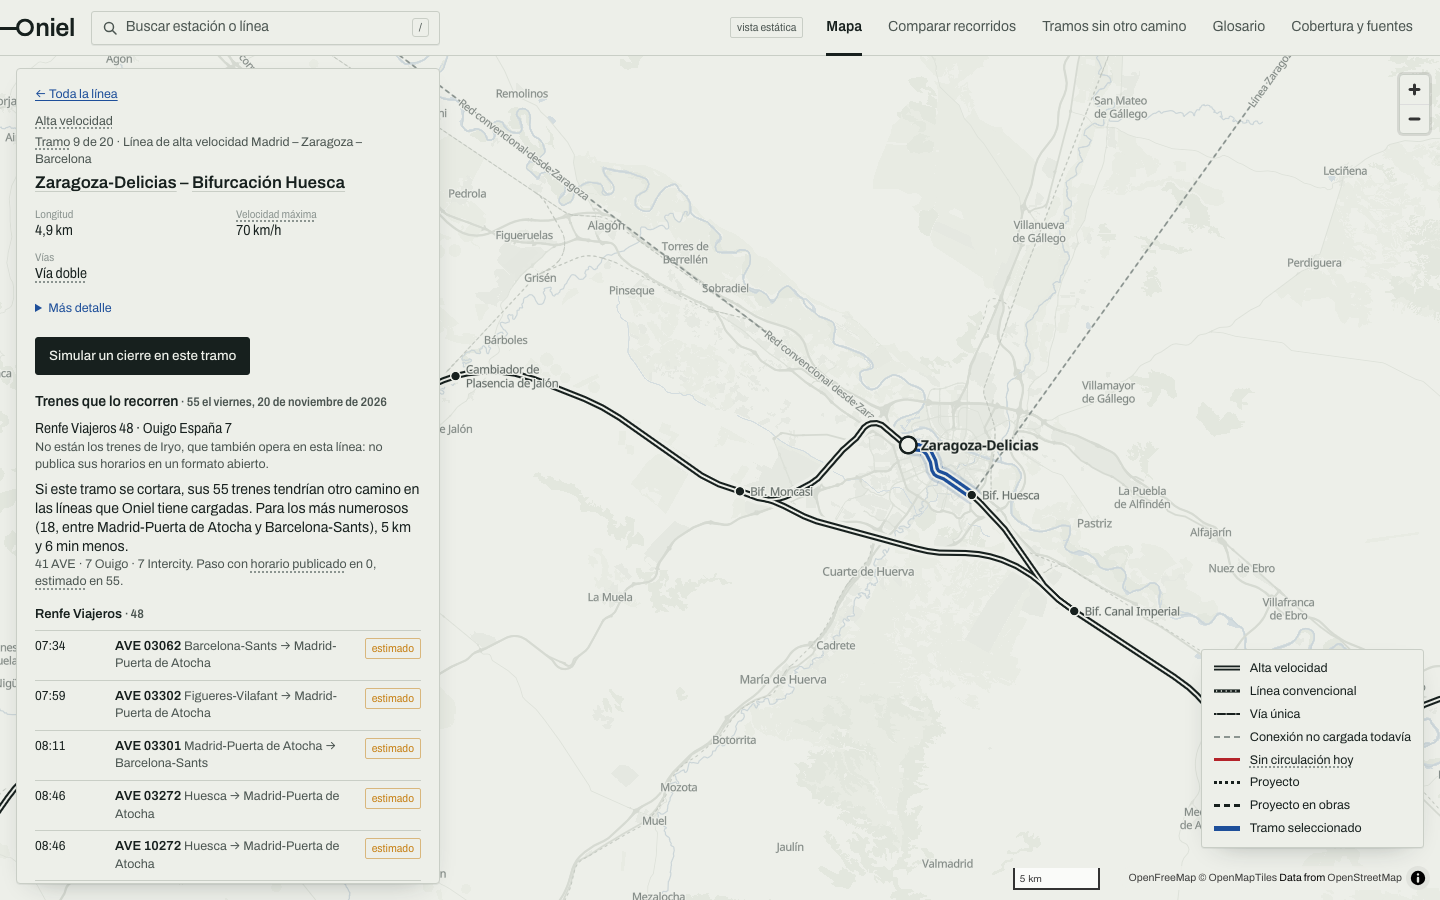 Oniel
Buscar estación o línea
/
vista estática
Mapa
Comparar recorridos
Tramos sin otro camino
Glosario
Cobertura y fuentes
← Toda la línea
Alta velocidad
Tramo 9 de 20 · Línea de alta velocidad Madrid – Zaragoza –
Barcelona
Zaragoza-Delicias – Bifurcación Huesca
Longitud
4,9 km
Velocidad máxima
70 km/h
Vías
Vía doble
Más detalle
Simular un cierre en este tramo
Trenes que lo recorren · 55 el viernes, 20 de noviembre de 2026
Renfe Viajeros 48 · Ouigo España 7
No están los trenes de Iryo, que también opera en esta línea: no
publica sus horarios en un formato abierto.
Si este tramo se cortara, sus 55 trenes tendrían otro camino en
las líneas que Oniel tiene cargadas. Para los más numerosos
(18, entre Madrid-Puerta de Atocha y Barcelona-Sants), 5 km
y 6 min menos.
41 AVE · 7 Ouigo · 7 Intercity. Paso con horario publicado en 0,
estimado en 55.
Renfe Viajeros · 48
07:34
AVE 03062 Barcelona-Sants → Madrid-
Puerta de Atocha
estimado
07:59
AVE 03302 Figueres-Vilafant → Madrid-
Puerta de Atocha
estimado
08:11
AVE 03301 Madrid-Puerta de Atocha →
Barcelona-Sants
estimado
08:46
AVE 03272 Huesca → Madrid-Puerta de
Atocha
estimado
08:46
AVE 10272 Huesca → Madrid-Puerta de
Atocha
estimado
Agón
Remolinos
San Mateo
de Gállego
Línea Zaragoz
Leciñena
Red convencional desde Zaragoza
Pedrola
Alagón
Figueruelas
Torres de
Berrellén
Villanueva
de Gállego
Perdiguera
Grisén
Pinseque
Sobradiel
Bárboles
Red convencional desde Zar
Cambiador de
Plasencia de Jalón
Villamayor
de Gállego
e Jalón
Zaragoza-Delicias
Bif. Moncasi
Bif. Huesca
La Puebla
de Alfindén
Pastriz
Alfajarín
Cuarte de Huerva
Nuez de Ebro
La Muela
Bif. Canal Imperial
Villafranca
de Ebro
Cadrete
María de Huerva
Botorrita
Mozota
Muel
Jaulín
Valmadrid
Mezalocha
+
−
Alta velocidad
Línea convencional
Vía única
Conexión no cargada todavía
Sin circulación hoy
Proyecto
Proyecto en obras
Tramo seleccionado
5 km
OpenFreeMap © OpenMapTiles Data from OpenStreetMap